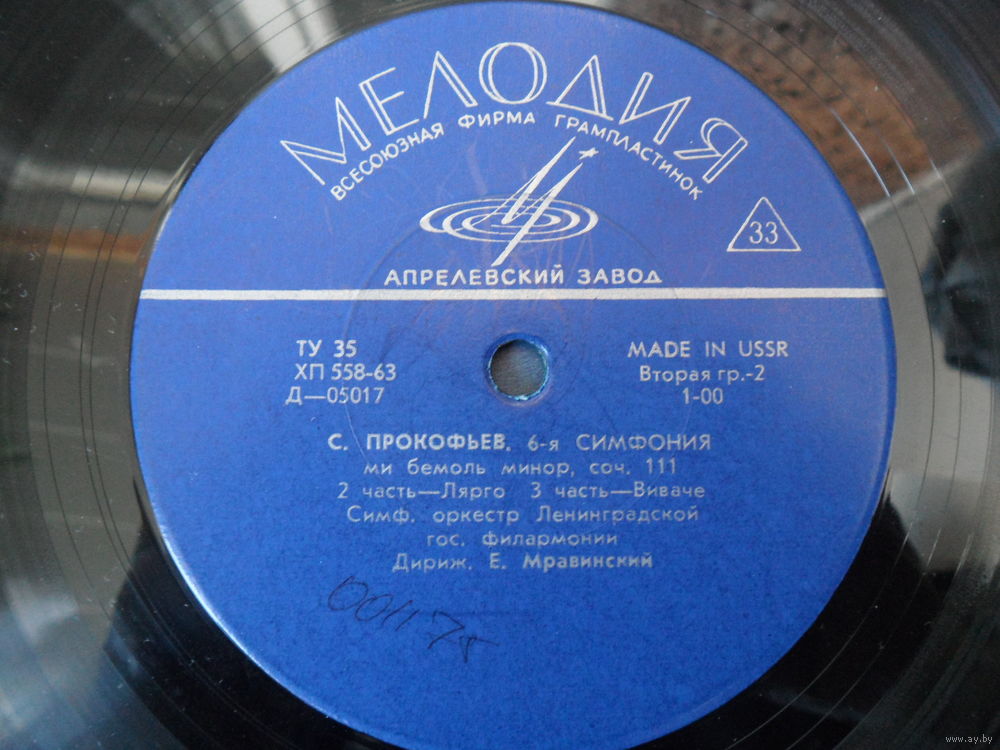 МЕЛОДИЯ
ВСЕСОЮЗНАЯ ФИРМА ГРАМПЛАСТИНОК
33
АПРЕЛЕВСКИЙ ЗАВОД
ТУ 35
ХП 558-63
Д—05017
MADE IN USSR
Вторая гр.-2
1-00
С. ПРОКОФЬЕВ. 6-я СИМФОНИЯ
ми бемоль минор, соч. 111
2 часть—Лярго 3 часть—Виваче
Симф. оркестр Ленинградской
гос. филармонии
Дириж. Е. Мравинский
www.ay.by